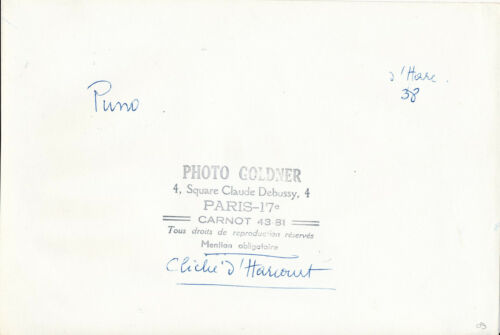 d'Harc.
38
Puno
PHOTO GOLDNER
4, Square Claude Debussy, 4
PARIS-17e
CARNOT 43-81
Tous droits de reproduction réservés
Mention obligatoire
Cliché d'Harcourt